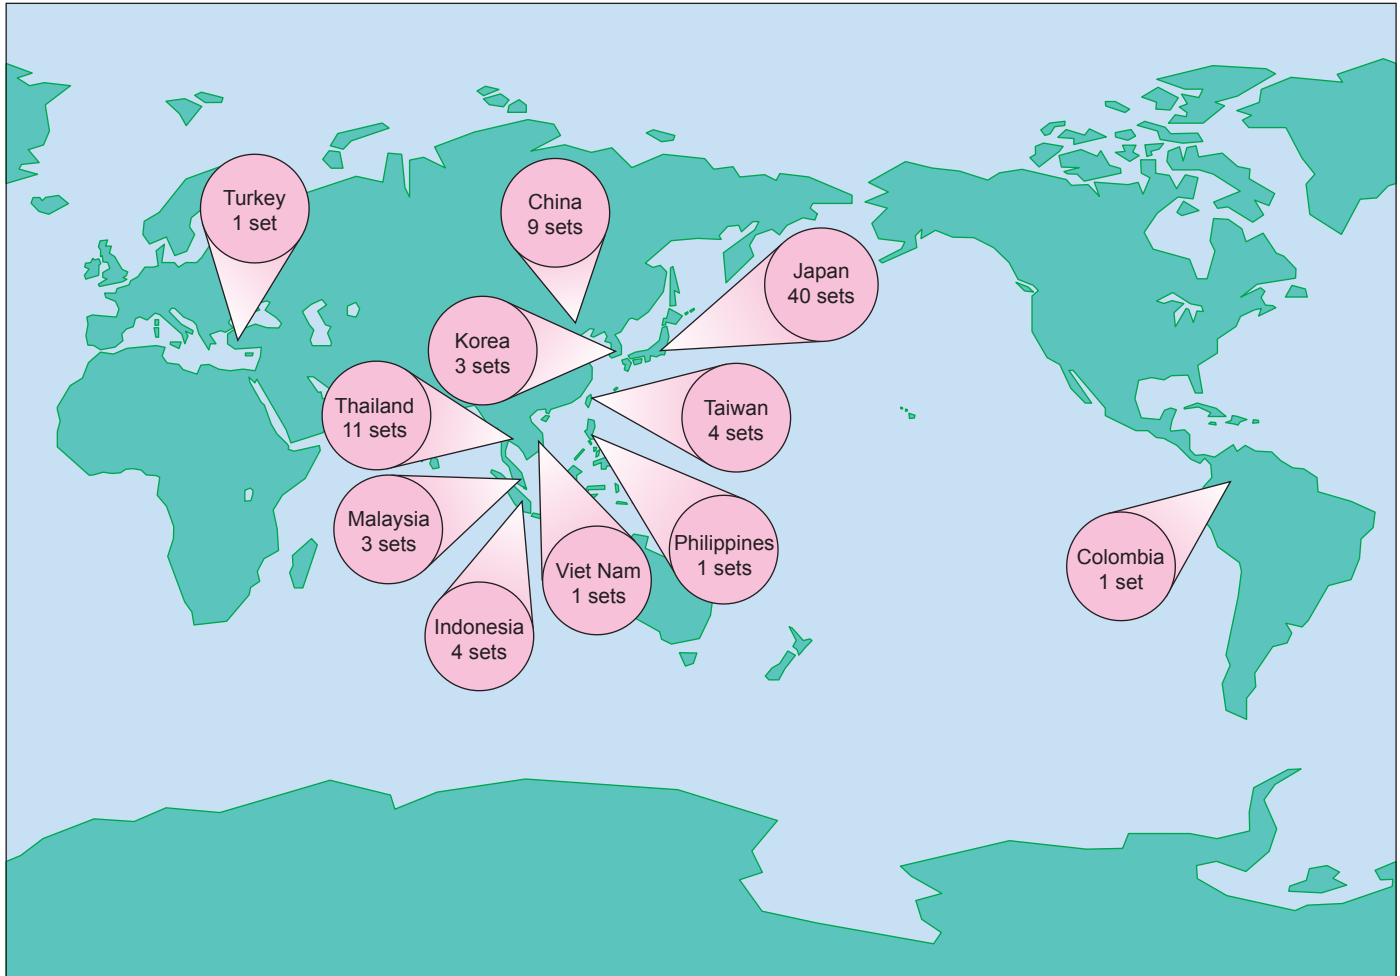 Turkey
1 set
China
9 sets
Japan
40 sets
Korea
3 sets
Thailand
11 sets
Taiwan
4 sets
Malaysia
3 sets
Philippines
1 sets
Viet Nam
1 sets
Colombia
1 set
Indonesia
4 sets